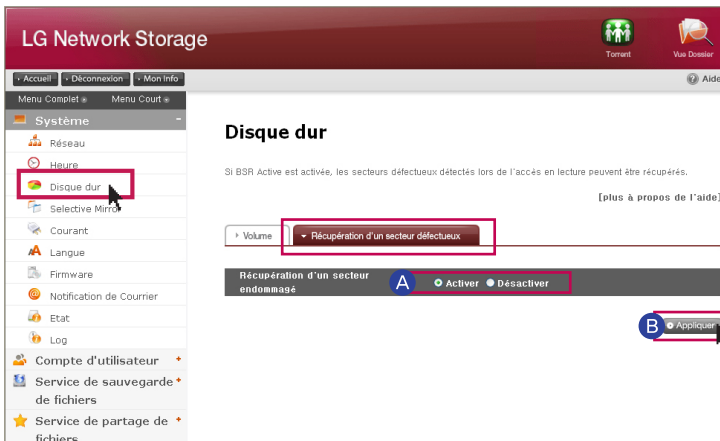 LG Network Storage
Torrent
Vue Dossier
Accueil
Déconnexion
Mon Info
Aide
Menu Complet
Menu Court
Système
Réseau
Heure
Disque dur
Selective Mirror
Courant
Langue
Firmware
Notification de Courrier
Etat
Log
Compte d'utilisateur
Service de sauvegarde
de fichiers
Service de partage de
fichiers
Disque dur
Si BSR Active est activée, les secteurs défectueux détectés lors de l'accès en lecture peuvent être récupérés.
[plus à propos de l'aide]
Volume
Récupération d'un secteur défectueux
Récupération d'un secteur
endommagé
A
Activer
Désactiver
B
Appliquer